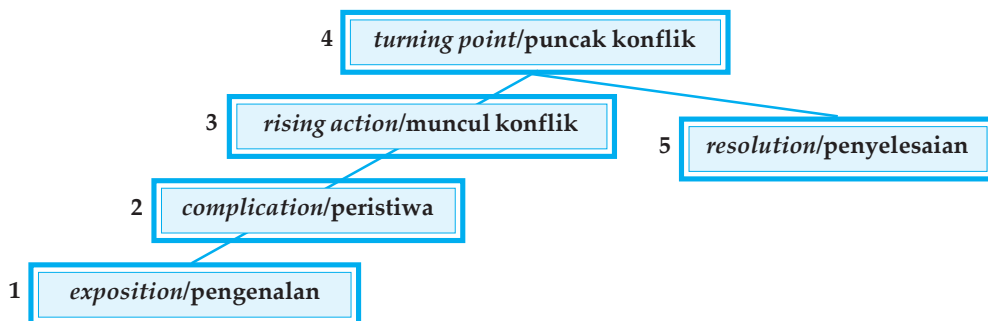 4 turning point/puncak konflik
3 rising action/muncul konflik
5 resolution/penyelesaian
2 complication/peristiwa
1 exposition/pengenalan